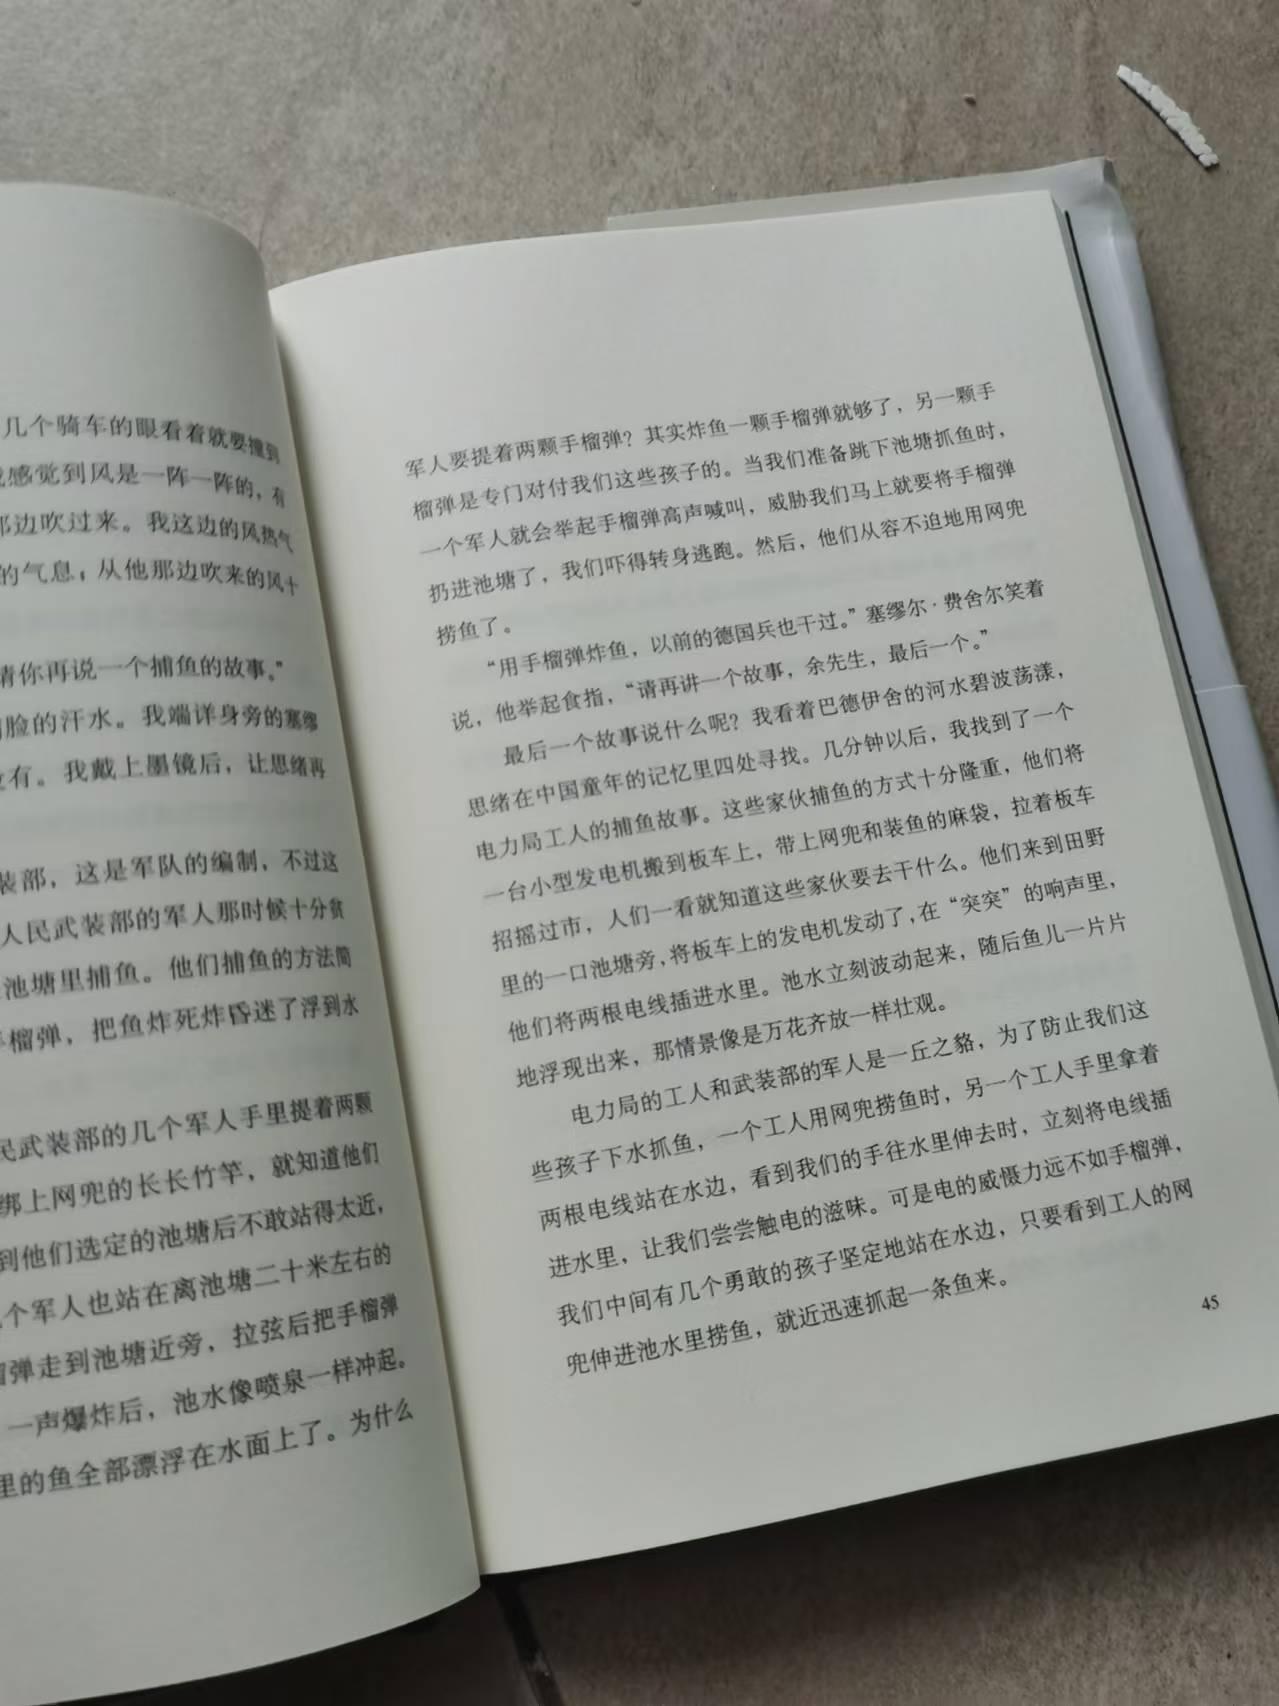 几个骑车的眼看着就要撞到
感觉到风是一阵一阵的，有
那边吹过来。我这边的风热气
的气息；从他那边吹来的风十
请你再说一个捕鱼的故事。”
脸的汗水。我端详身旁的塞缪
有。我戴上墨镜后，让思绪再
装部，这是军队的编制，不过这
人民武装部的军人那时候十分贫
池塘里捕鱼。他们捕鱼的方法简
榴弹，把鱼炸死炸昏迷了浮到水
民武装部的几个军人手里提着两颗
绑上网兜的长长竹竿，就知道他们
到他们选定的池塘后不敢站得太近，
个军人也站在离池塘二十米左右的
榴弹走到池塘近旁，拉弦后把手榴弹
一声爆炸后，池水像喷泉一样冲起。
里的鱼全部漂浮在水面上了。为什么
军人要提着两颗手榴弹？其实炸鱼一颗手榴弹就够了，另一颗手
榴弹是专门对付我们这些孩子的。当我们准备跳下池塘抓鱼时，
一个军人就会举起手榴弹高声喊叫，威胁我们马上就要将手榴弹
扔进池塘了，我们吓得转身逃跑。然后，他们从容不迫地用网兜
捞鱼了。
“用手榴弹炸鱼，以前的德国兵也干过。”塞缪尔·费舍尔笑着
说，他举起食指，“请再讲一个故事，余先生，最后一个。”
最后一个故事说什么呢？我看着巴德伊舍的河水碧波荡漾，
思绪在中国童年的记忆里四处寻找。几分钟以后，我找到了一个
电力局工人的捕鱼故事。这些家伙捕鱼的方式十分隆重，他们将
一台小型发电机搬到板车上，带上网兜和装鱼的麻袋，拉着板车
招摇过市，人们一看就知道这些家伙要去干什么。他们来到田野
里的一口池塘旁，将板车上的发电机发动了，在“突突”的响声里，
他们将两根电线插进水里。池水立刻波动起来，随后鱼儿一片片
地浮现出来，那情景像是万花齐放一样壮观。
电力局的工人和武装部的军人是一丘之貉，为了防止我们这
些孩子下水抓鱼，一个工人用网兜捞鱼时，另一个工人手里拿着
两根电线站在水边，看到我们的手往水里伸去时，立刻将电线插
进水里，让我们尝尝触电的滋味。可是电的威慑力远不如手榴弹，
我们中间有几个勇敢的孩子坚定地站在水边，只要看到工人的网
兜伸进池水里捞鱼，就近迅速抓起一条鱼来。
45